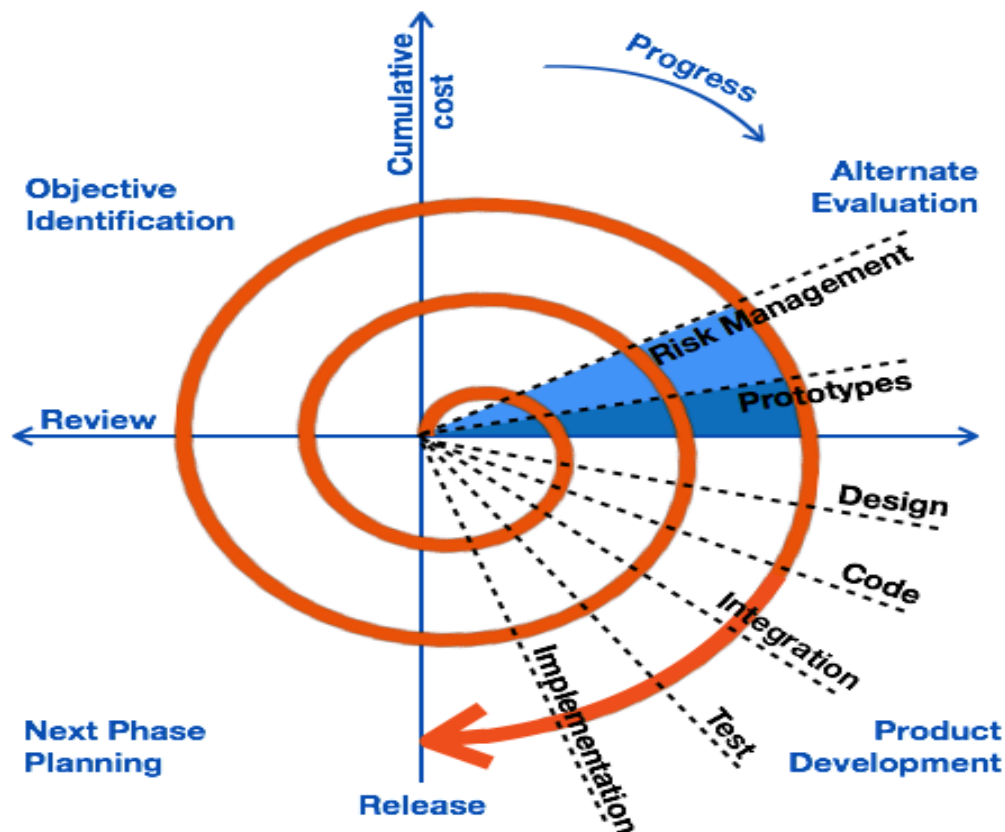 Cumulative
cost
Progress
Objective
Identification
Alternate
Evaluation
Risk Management
Prototypes
Review
Design
Code
Integration
Implementation
Test
Next Phase
Planning
Product
Development
Release